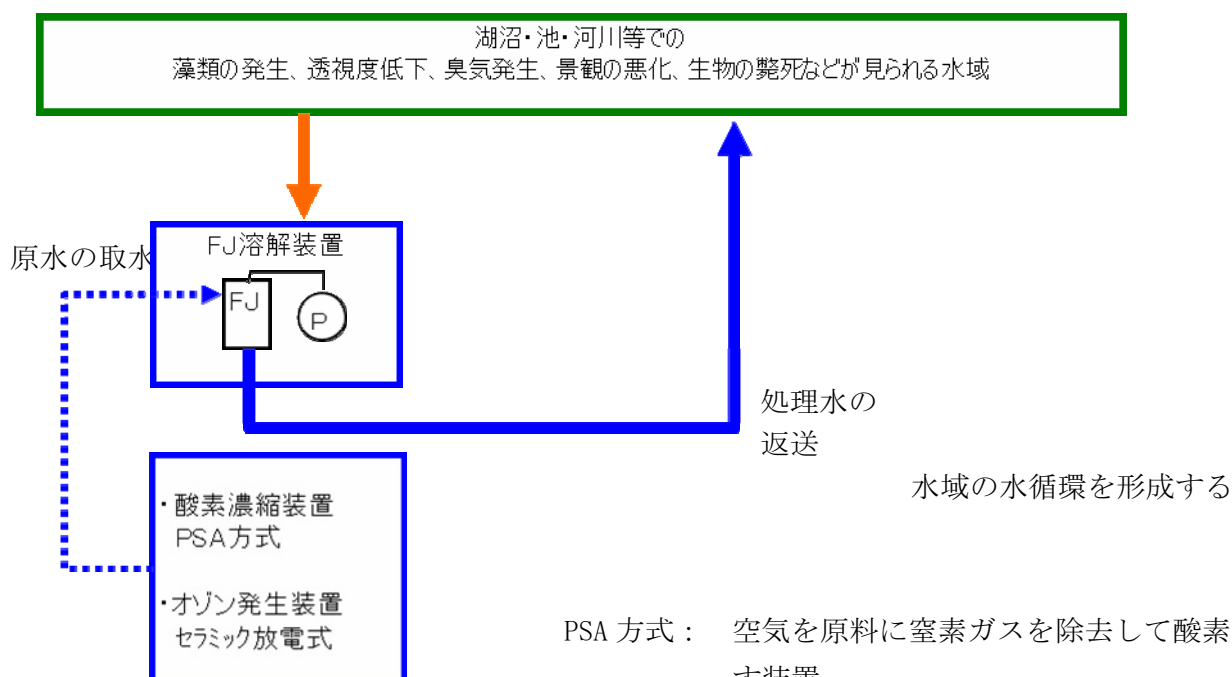 湖沼・池・河川等での
藻類の発生、透視度低下、臭気発生、景観の悪化、生物の斃死などが見られる水域
原水の取水
FJ溶解装置
FJ
P
処理水の
返送
水域の水循環を形成する
・酸素濃縮装置
PSA方式
・オゾン発生装置
セラミック放電式
PSA 方式： 空気を原料に窒素ガスを除去して酸素
す装置